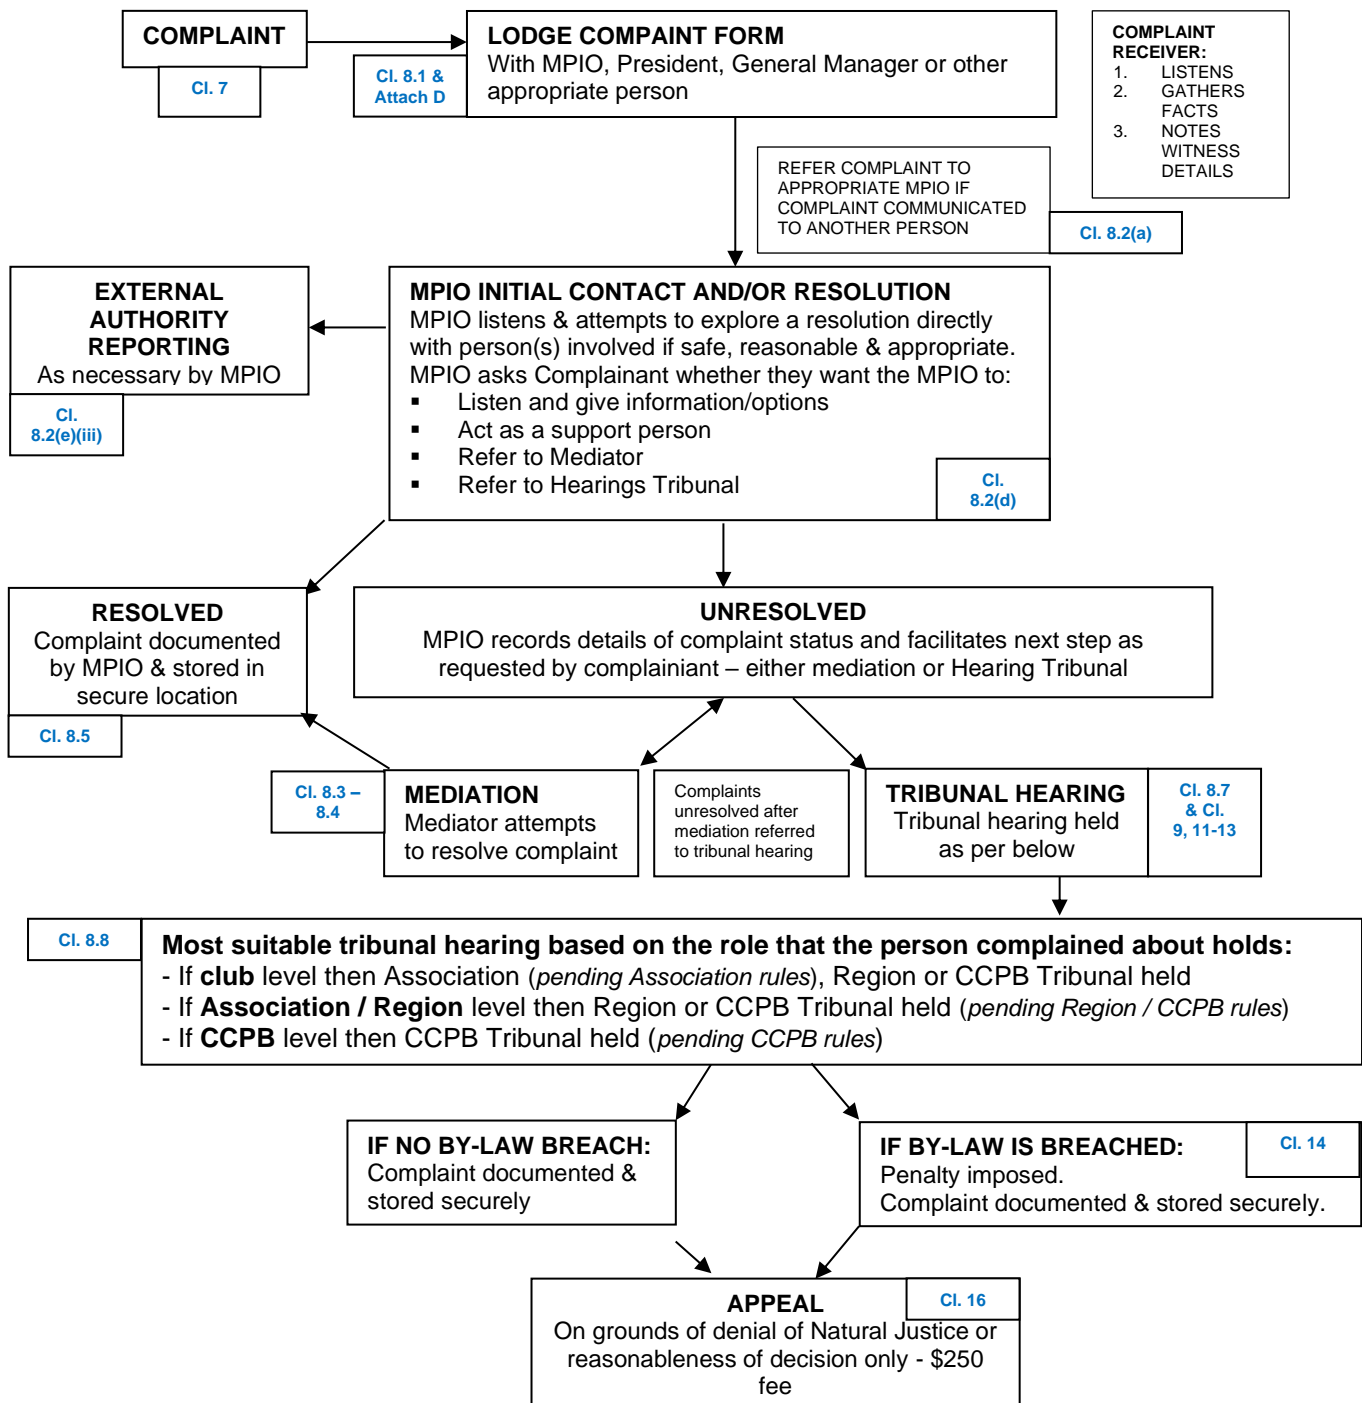 COMPLAINT
Cl. 7
LODGE COMPAINT FORM
With MPIO, President, General Manager or other
appropriate person
Cl. 8.1 &
Attach D
COMPLAINT
RECEIVER:
1. LISTENS
2. GATHERS
FACTS
3. NOTES
WITNESS
DETAILS
REFER COMPLAINT TO
APPROPRIATE MPIO IF
COMPLAINT COMMUNICATED
TO ANOTHER PERSON
Cl. 8.2(a)
EXTERNAL
AUTHORITY
REPORTING
As necessary by MPIO
Cl.
8.2(e)(iii)
MPIO INITIAL CONTACT AND/OR RESOLUTION
MPIO listens & attempts to explore a resolution directly
with person(s) involved if safe, reasonable & appropriate.
MPIO asks Complainant whether they want the MPIO to:
▪ Listen and give information/options
▪ Act as a support person
▪ Refer to Mediator
▪ Refer to Hearings Tribunal
Cl.
8.2(d)
RESOLVED
Complaint documented
by MPIO & stored in
secure location
Cl. 8.5
UNRESOLVED
MPIO records details of complaint status and facilitates next step as
requested by complainiant – either mediation or Hearing Tribunal
Cl. 8.3 –
8.4
MEDIATION
Mediator attempts
to resolve complaint
Complaints
unresolved after
mediation referred
to tribunal hearing
TRIBUNAL HEARING
Tribunal hearing held
as per below
Cl. 8.7
& Cl.
9, 11-13
Cl. 8.8
Most suitable tribunal hearing based on the role that the person complained about holds:
- If club level then Association (pending Association rules), Region or CCPB Tribunal held
- If Association / Region level then Region or CCPB Tribunal held (pending Region / CCPB rules)
- If CCPB level then CCPB Tribunal held (pending CCPB rules)
IF NO BY-LAW BREACH:
Complaint documented &
stored securely
IF BY-LAW IS BREACHED:
Penalty imposed.
Complaint documented & stored securely.
Cl. 14
APPEAL
Cl. 16
On grounds of denial of Natural Justice or
reasonableness of decision only - $250
fee